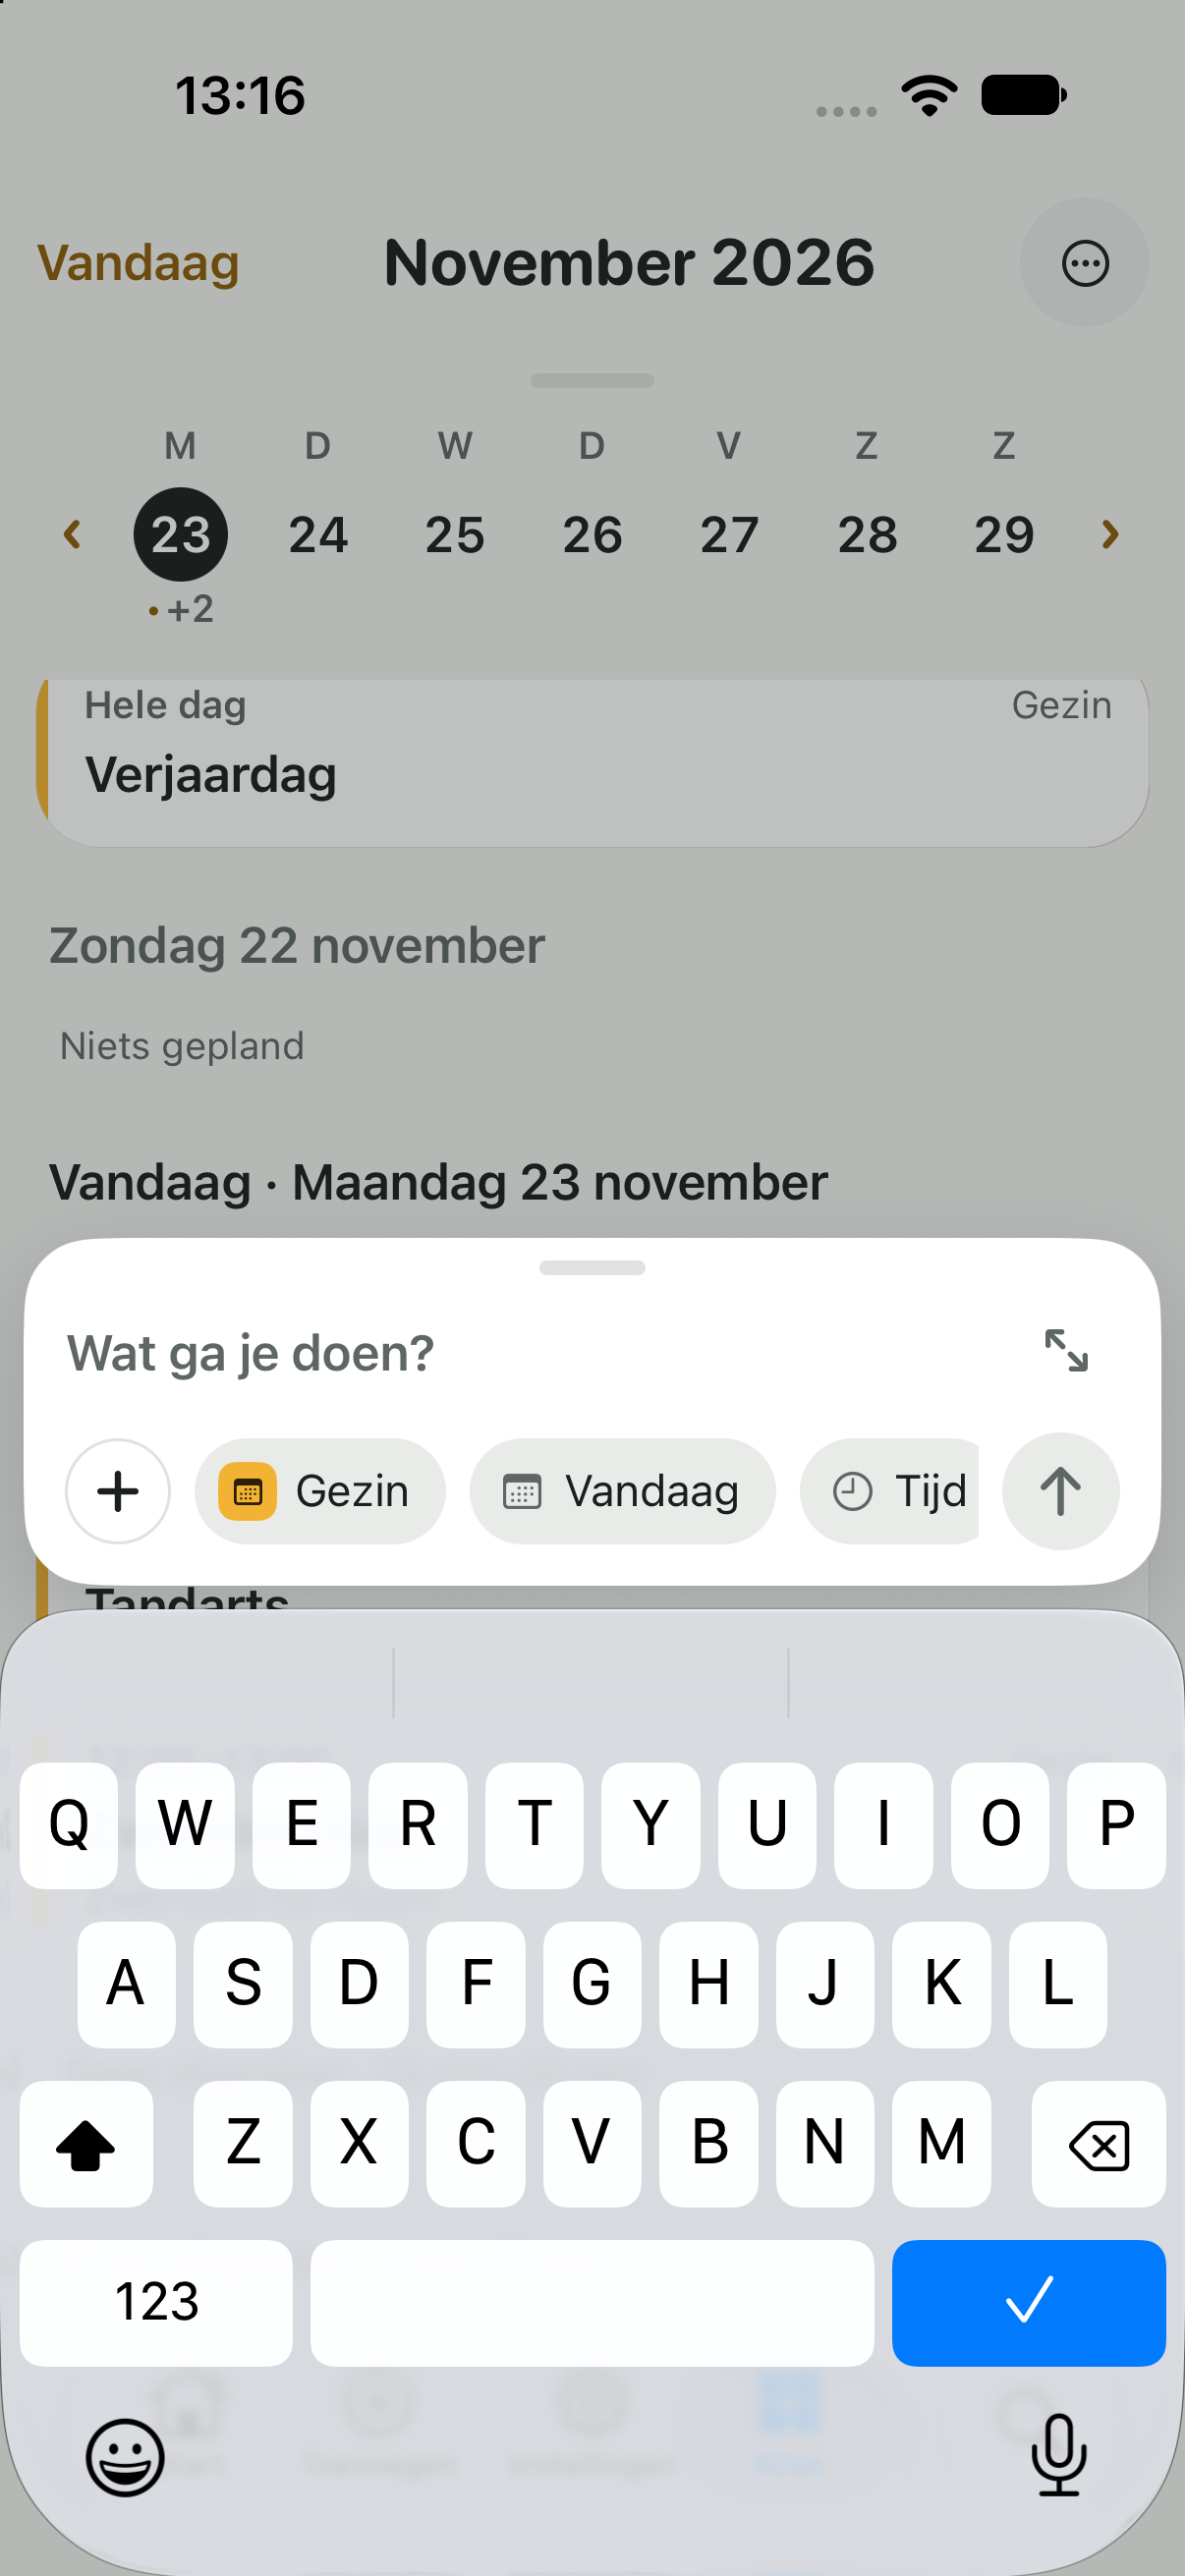 13:16
Vandaag November 2026
M D W D V Z Z
23 24 25 26 27 28 29
+2
Hele dag Gezin
Verjaardag
Zondag 22 november
Niets gepland
Vandaag · Maandag 23 november
Wat ga je doen?
Gezin Vandaag Tijd
Tandarts
Q W E R T Y U I O P
A S D F G H J K L
Z X C V B N M
123